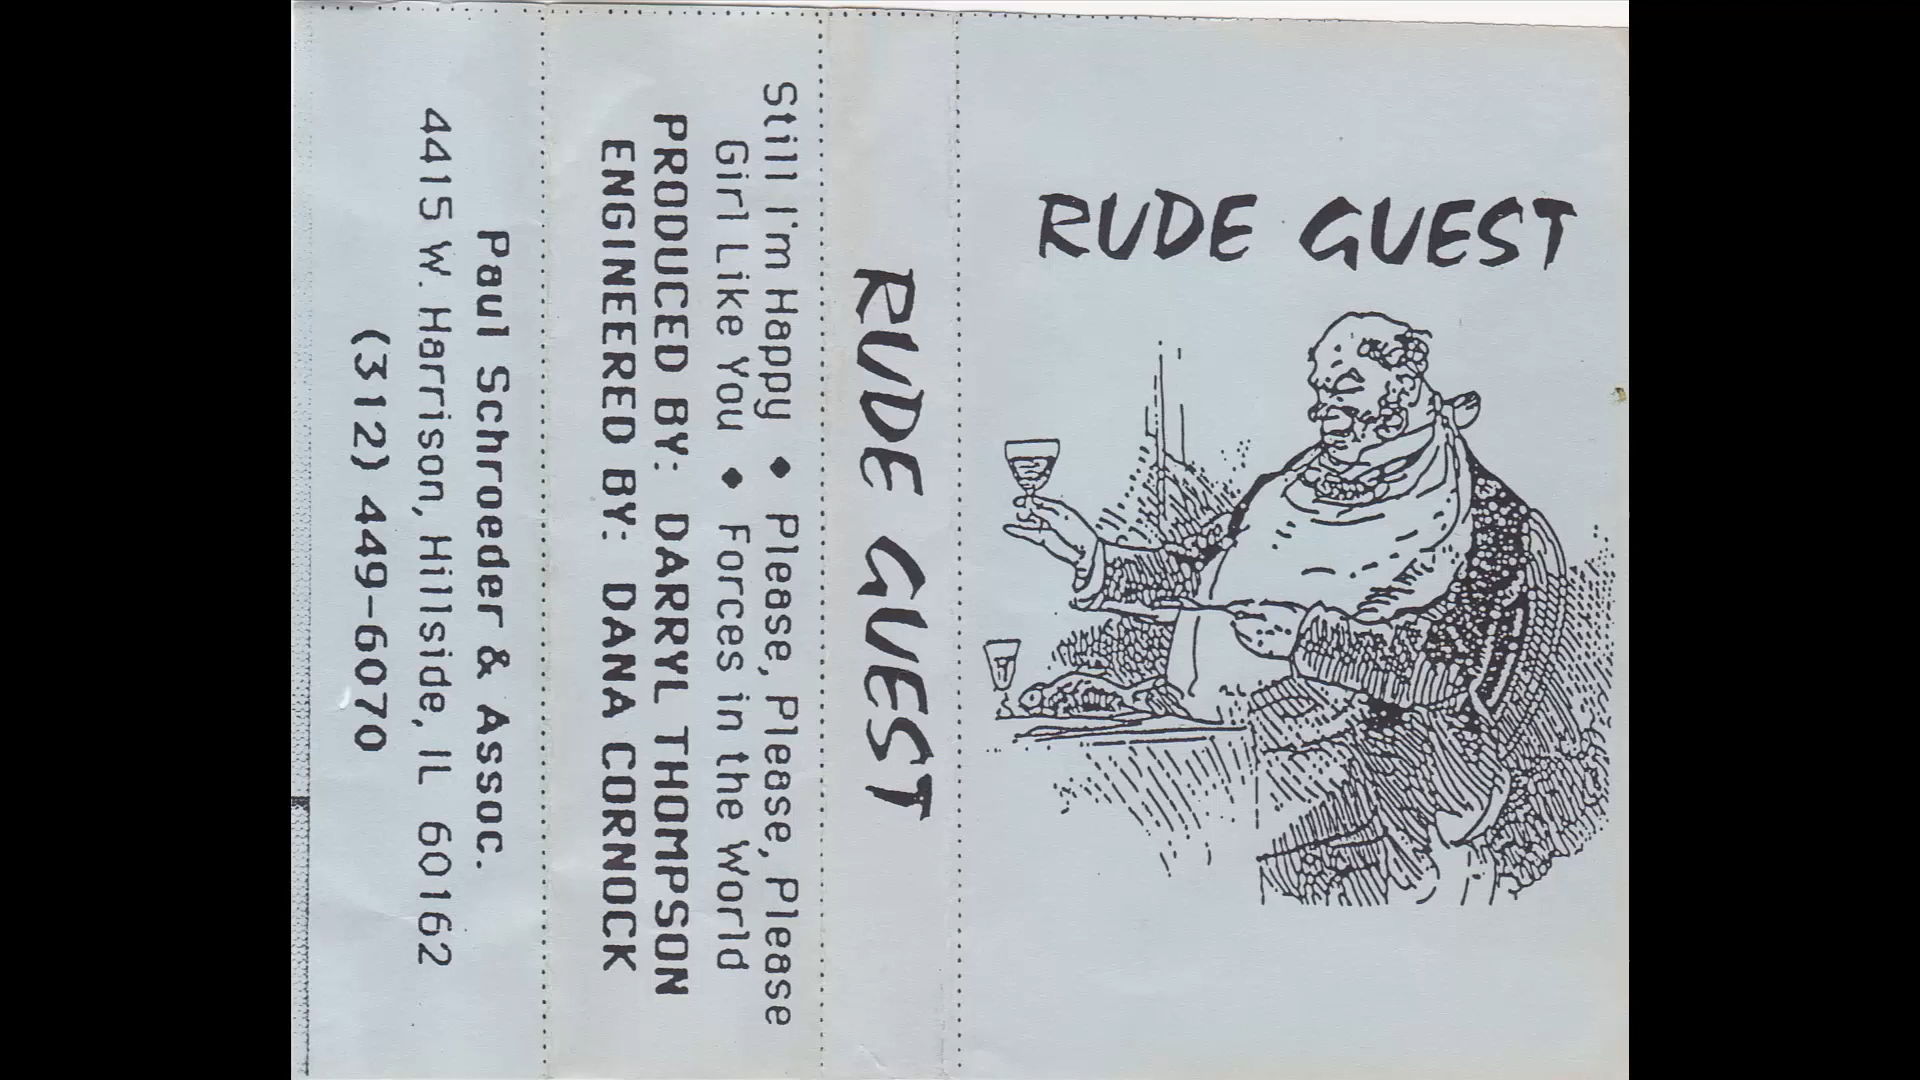 RUDE GUEST
RUDE GUEST
Still I'm Happy ♦ Please, Please, Please
Girl Like You ♦ Forces in the World
PRODUCED BY: DARRYL THOMPSON
ENGINEERED BY: DANA CORNOCK
Paul Schroeder & Assoc.
4415 W. Harrison, Hillside, IL 60162
(312) 449-6070